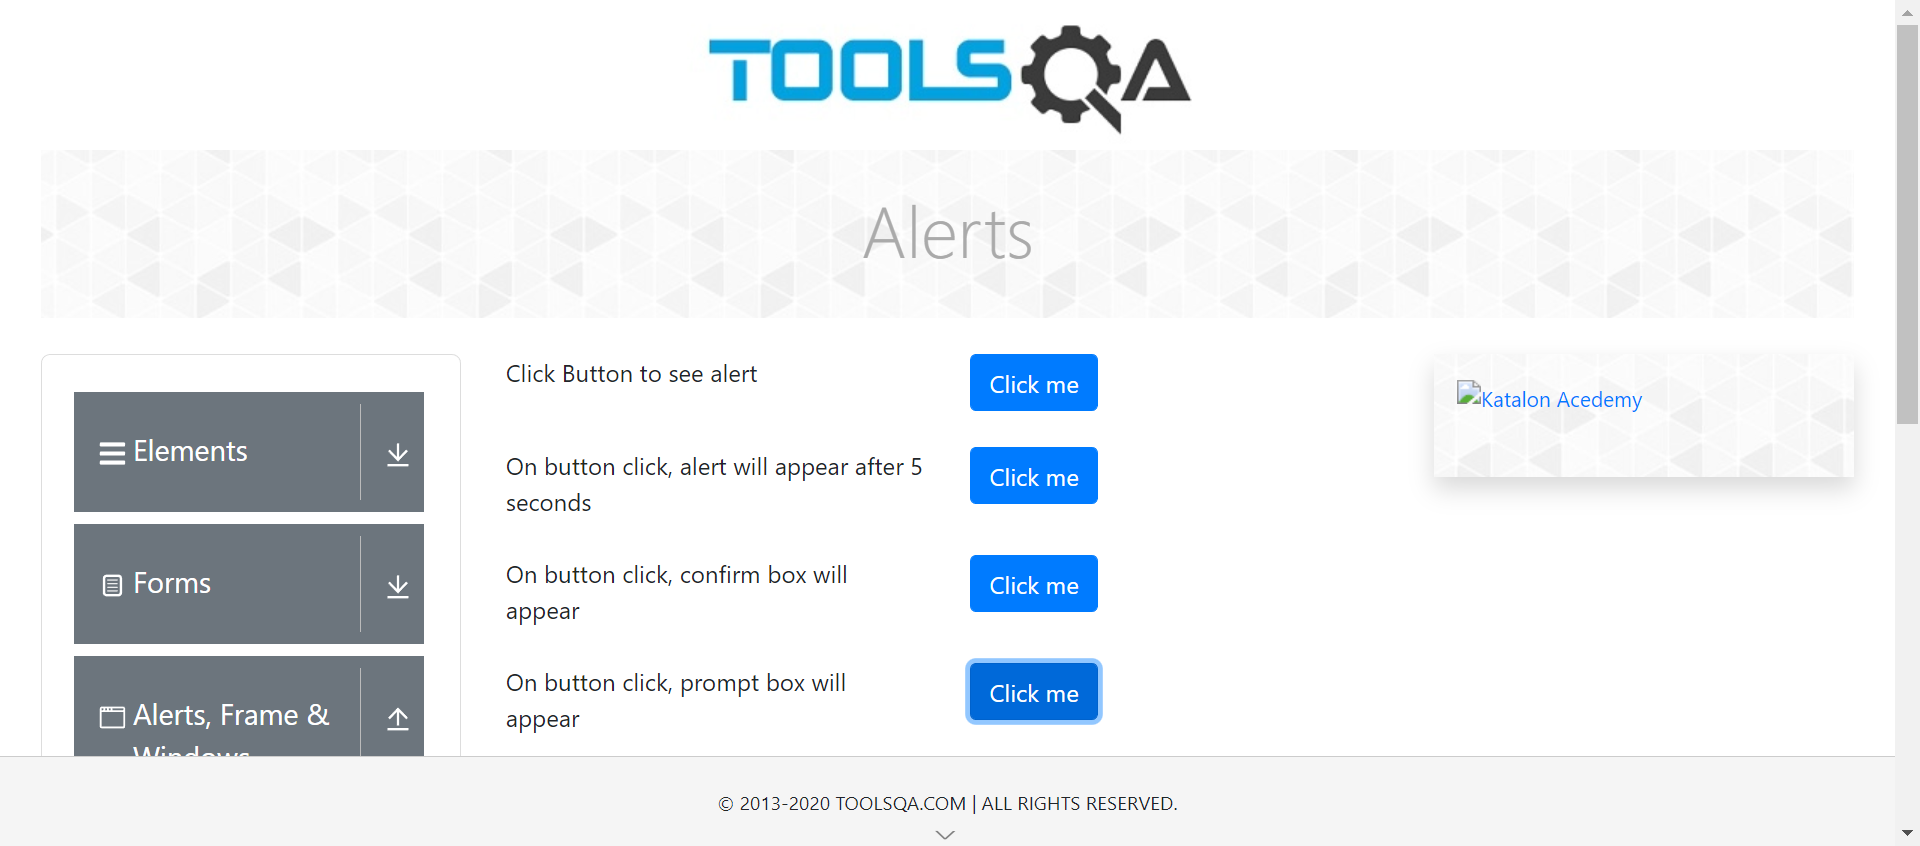 TOOLSQA
Alerts
Elements
Forms
Alerts, Frame &
Windows
Click Button to see alert
Click me
On button click, alert will appear after 5
seconds
Click me
On button click, confirm box will
appear
Click me
On button click, prompt box will
appear
Click me
Katalon Acedemy
© 2013-2020 TOOLSQA.COM | ALL RIGHTS RESERVED.